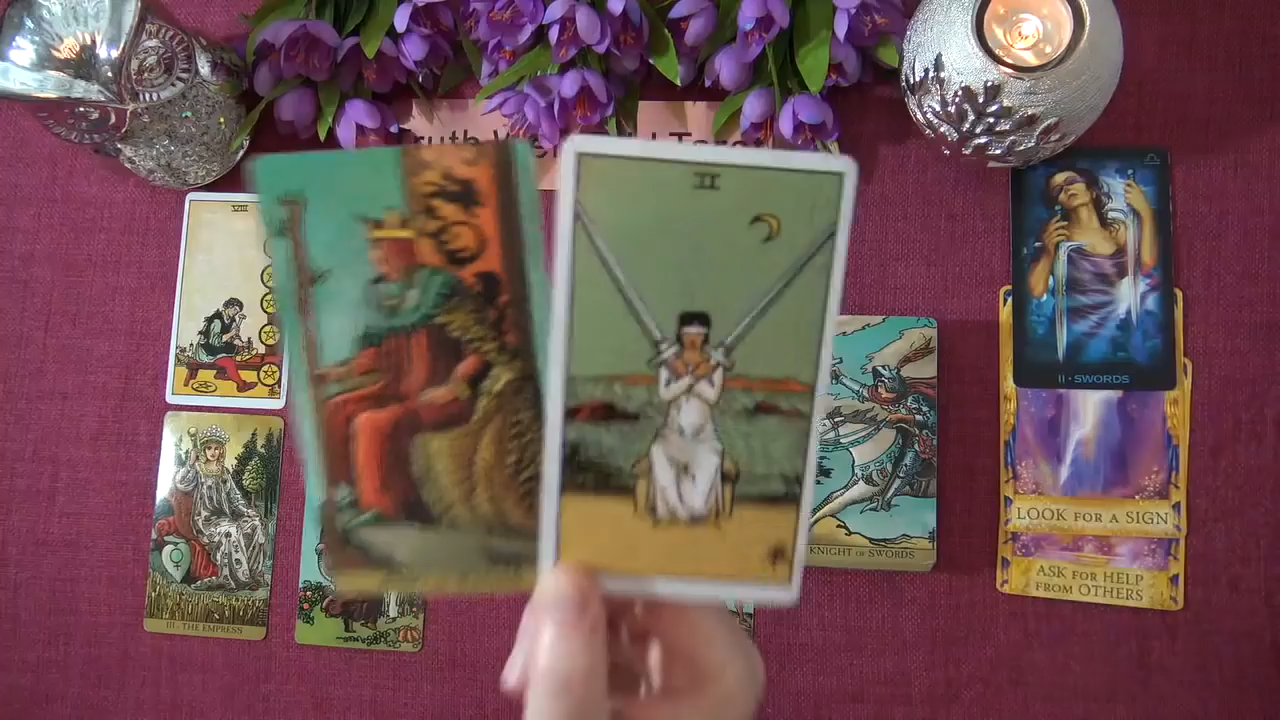 II
VIII
II • SWORDS
LOOK FOR A SIGN
KNIGHT OF SWORDS
ASK FOR HELP
FROM OTHERS
III - THE EMPRESS